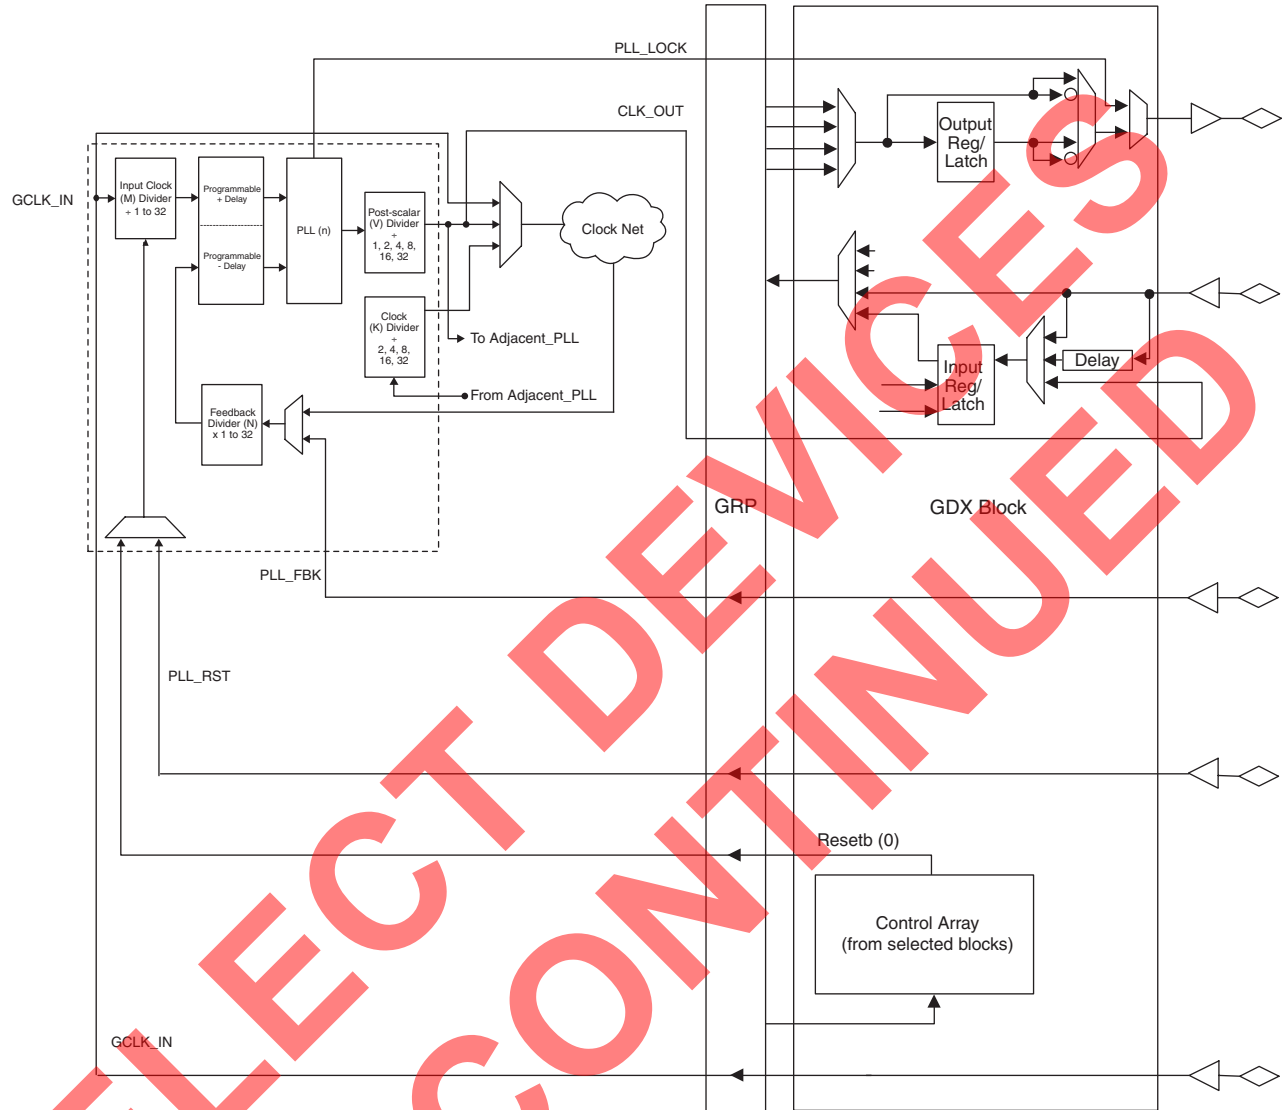 PLL_LOCK
CLK_OUT
GCLK_IN
Input Clock
(M) Divider
÷ 1 to 32
Programmable
+ Delay
Programmable
- Delay
PLL (n)
Post-scalar
(V) Divider
÷
1, 2, 4, 8,
16, 32
Clock Net
Clock
(K) Divider
÷
2, 4, 8,
16, 32
To Adjacent_PLL
From Adjacent_PLL
Feedback
Divider (N)
x 1 to 32
Output
Reg/
Latch
Input
Reg/
Latch
Delay
GRP
GDX Block
PLL_FBK
PLL_RST
Resetb (0)
Control Array
(from selected blocks)
GCLK_IN
ELECT DEVICES
CONTINUED